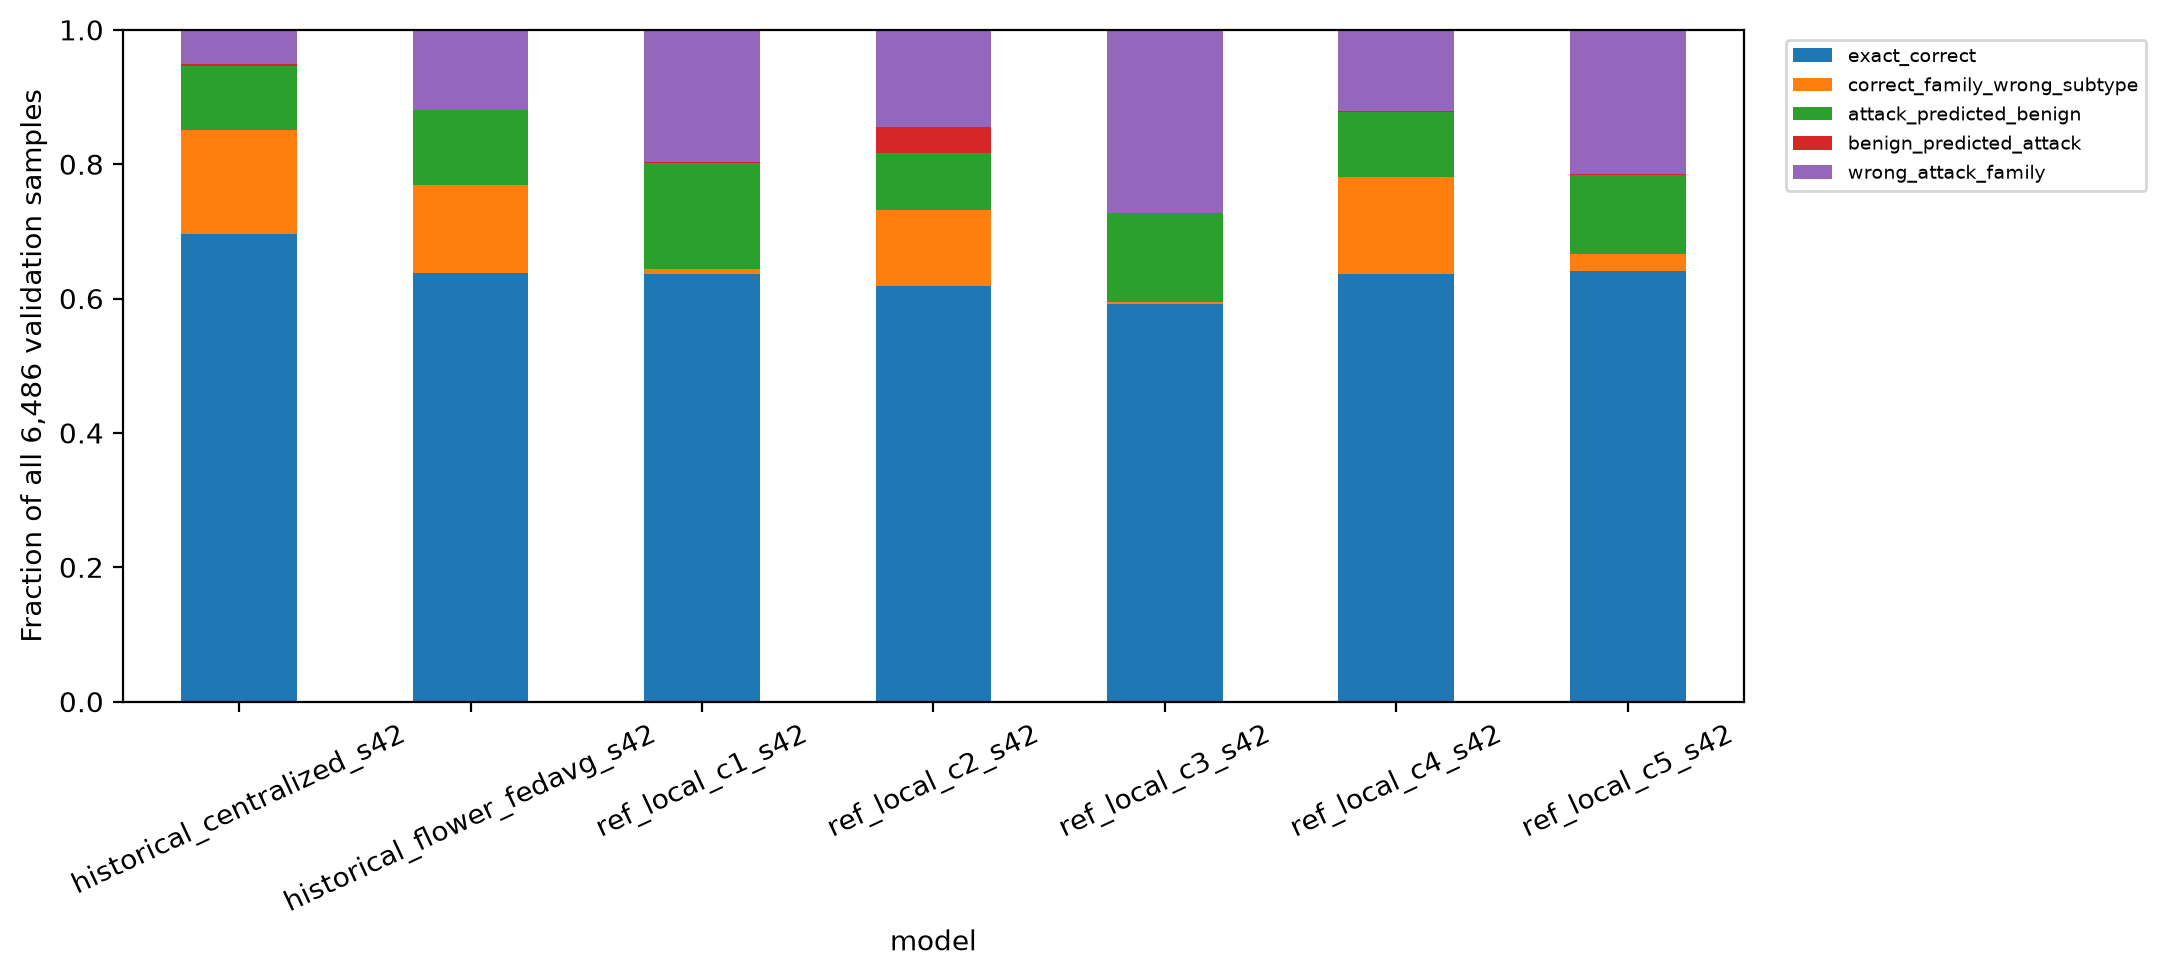 1.0
0.8
0.6
0.4
0.2
0.0
Fraction of all 6,486 validation samples
exact_correct
correct_family_wrong_subtype
attack_predicted_benign
benign_predicted_attack
wrong_attack_family
historical_centralized_s42
historical_flower_fedavg_s42
ref_local_c1_s42
ref_local_c2_s42
ref_local_c3_s42
ref_local_c4_s42
ref_local_c5_s42
model